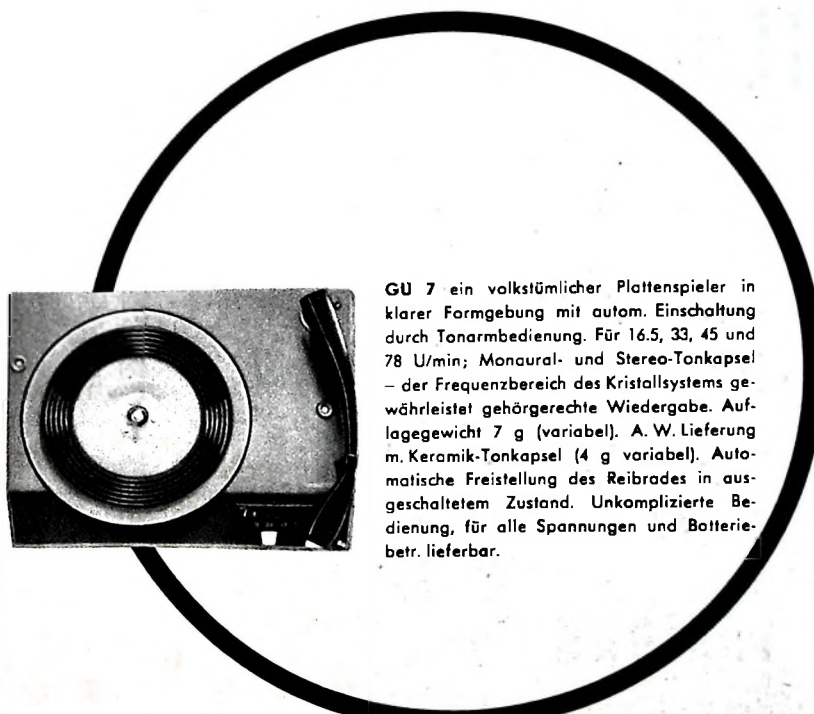 GU 7 ein volkstümlicher Plattenspieler in
klarer Formgebung mit autom. Einschaltung
durch Tonarmbedienung. Für 16.5, 33, 45 und
78 U/min; Monaural- und Stereo-Tonkapsel
– der Frequenzbereich des Kristallsystems ge-
währleistet gehörgerechte Wiedergabe. Auf-
lagegewicht 7 g (variabel). A. W. Lieferung
m. Keramik-Tonkapsel (4 g variabel). Auto-
matische Freistellung des Reibrades in aus-
geschaltetem Zustand. Unkomplizierte Be-
dienung, für alle Spannungen und Batterie-
betr. lieferbar.